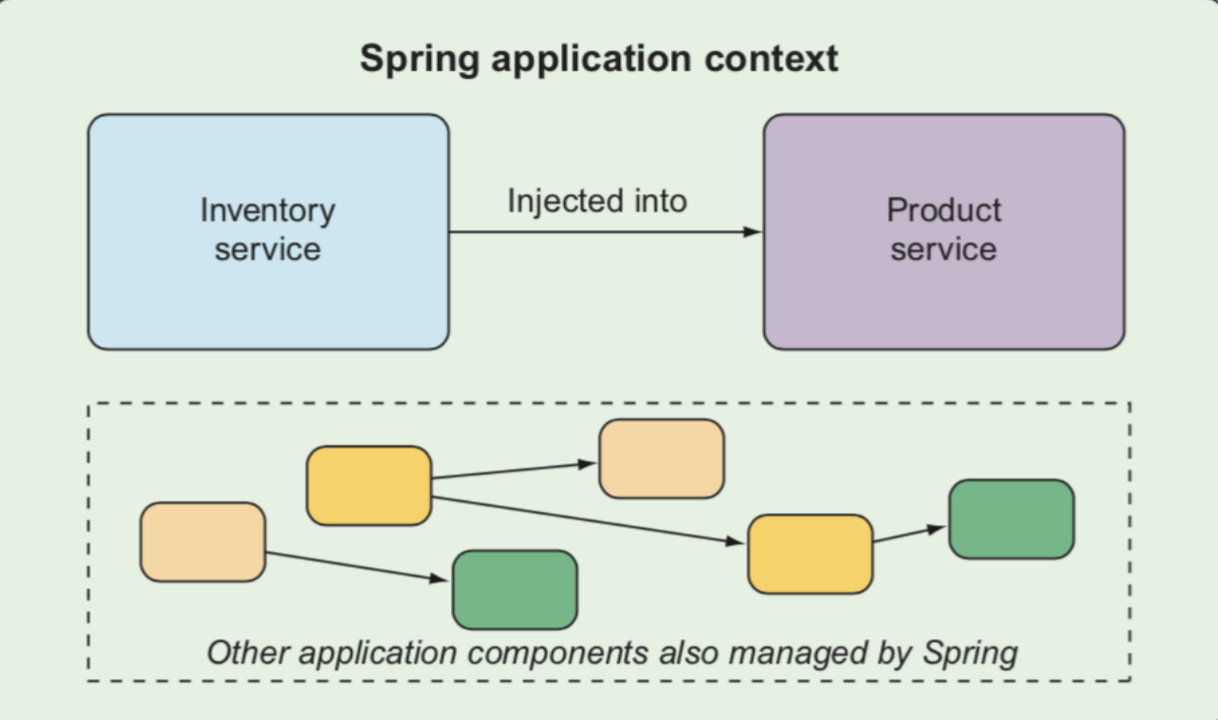 Spring application context
Inventory
service
Injected into
Product
service
Other application components also managed by Spring